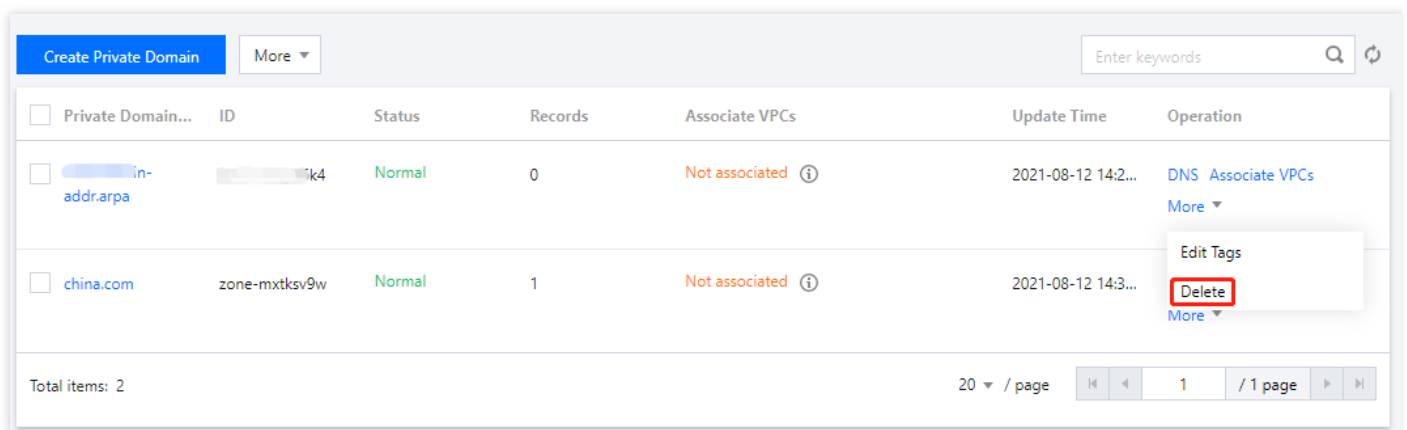 Create Private Domain More Enter keywords
Private Domain... ID Status Records Associate VPCs Update Time Operation
in- k4 Normal 0 Not associated 2021-08-12 14:2... DNS Associate VPCs
addr.arpa More
Edit Tags
china.com zone-mxtksv9w Normal 1 Not associated 2021-08-12 14:3... Delete
More
Total items: 2 20 / page 1 / 1 page